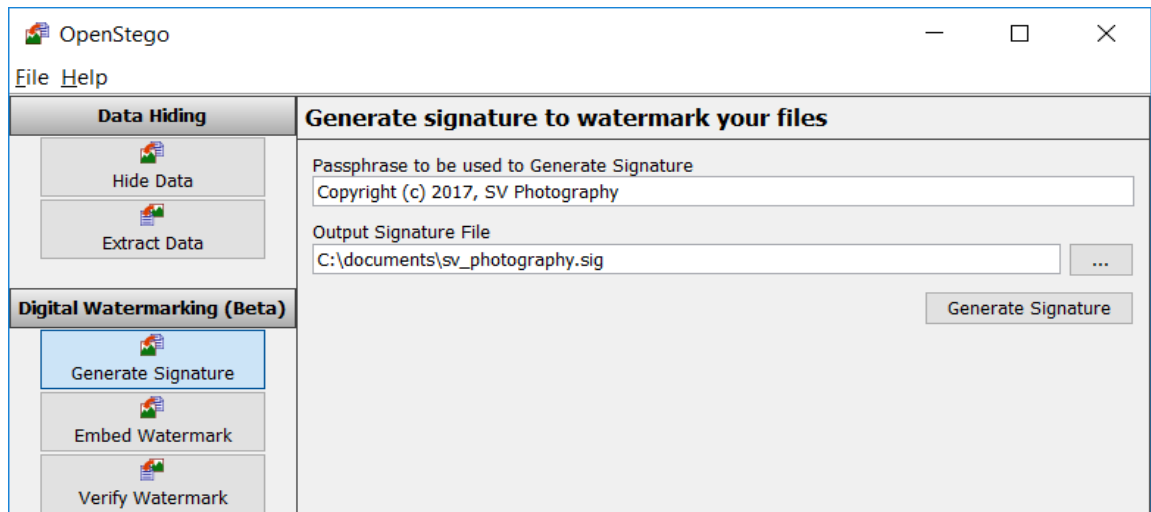 OpenStego
File Help
Data Hiding
Hide Data
Extract Data
Digital Watermarking (Beta)
Generate Signature
Embed Watermark
Verify Watermark
Generate signature to watermark your files
Passphrase to be used to Generate Signature
Copyright (c) 2017, SV Photography
Output Signature File
C:\documents\sv_photography.sig
...
Generate Signature